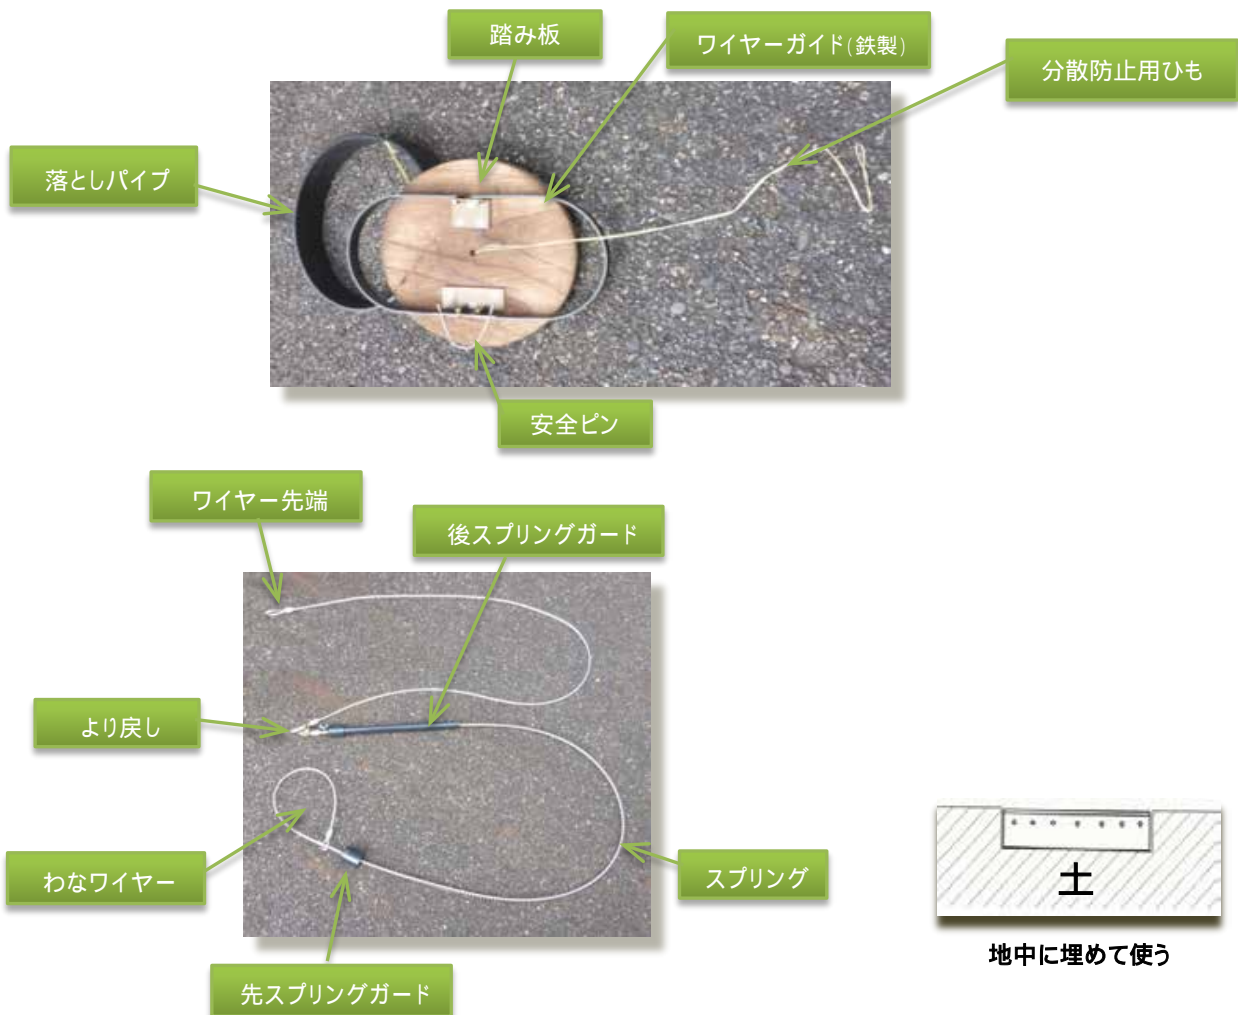 踏み板
ワイヤーガイド(鉄製)
分散防止用ひも
落としパイプ
安全ピン
ワイヤー先端
後スプリングガード
より戻し
わなワイヤー
スプリング
土
地中に埋めて使う
先スプリングガード